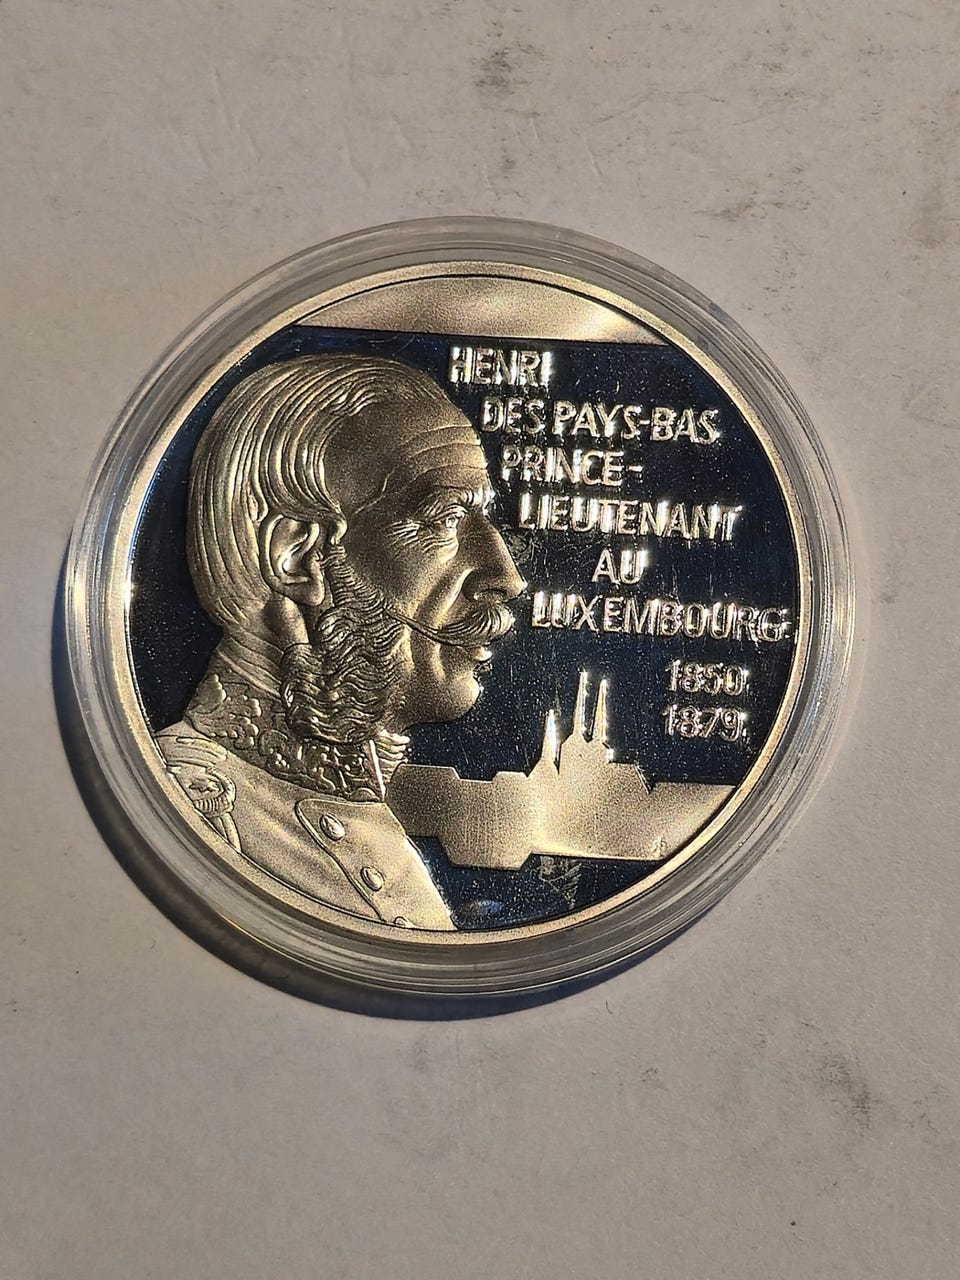 HENRI
DES PAYS-BAS
PRINCE-
LIEUTENANT
AU
LUXEMBOURG
1850
1879